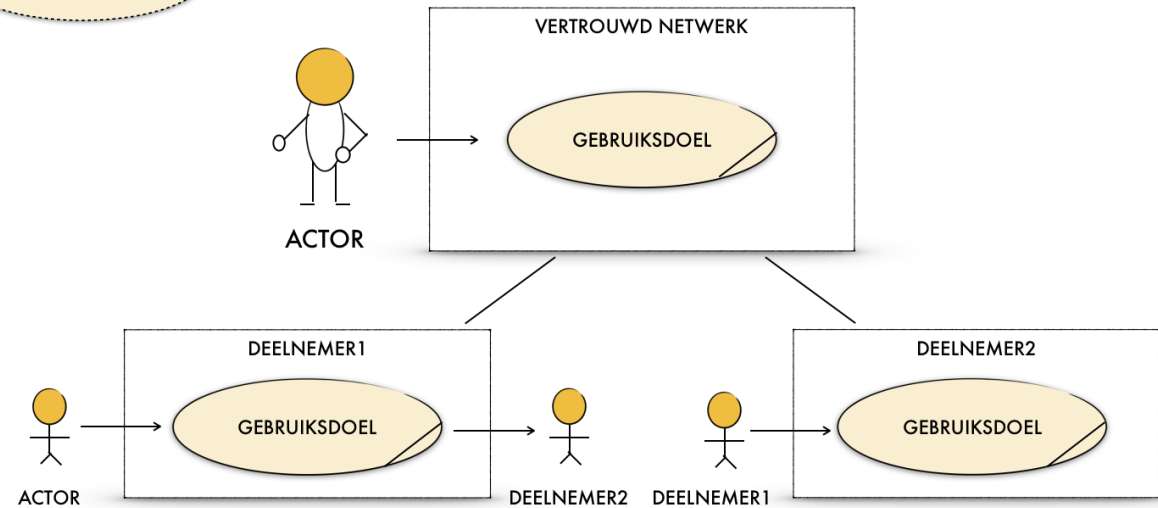 VERTROUWD NETWERK
GEBRUIKSDOEL
ACTOR
DEELNEMER1
DEELNEMER2
GEBRUIKSDOEL
GEBRUIKSDOEL
ACTOR
DEELNEMER2
DEELNEMER1